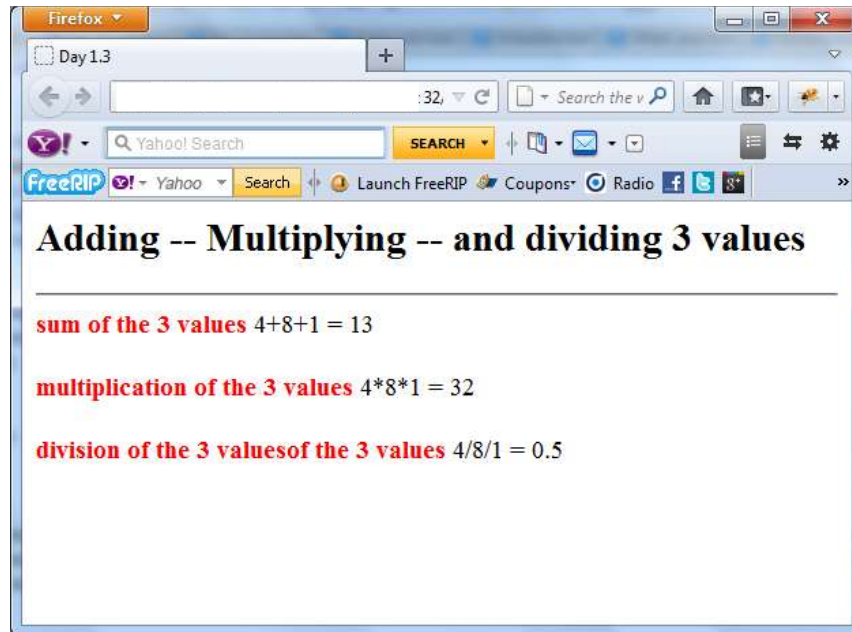 Firefox
Day 1.3
:32,
Search the v
Y! Yahoo! Search SEARCH
FreeRIP Y! Yahoo Search Launch FreeRIP Coupons Radio f g+
Adding -- Multiplying -- and dividing 3 values
sum of the 3 values 4+8+1 = 13
multiplication of the 3 values 4*8*1 = 32
division of the 3 valuesof the 3 values 4/8/1 = 0.5